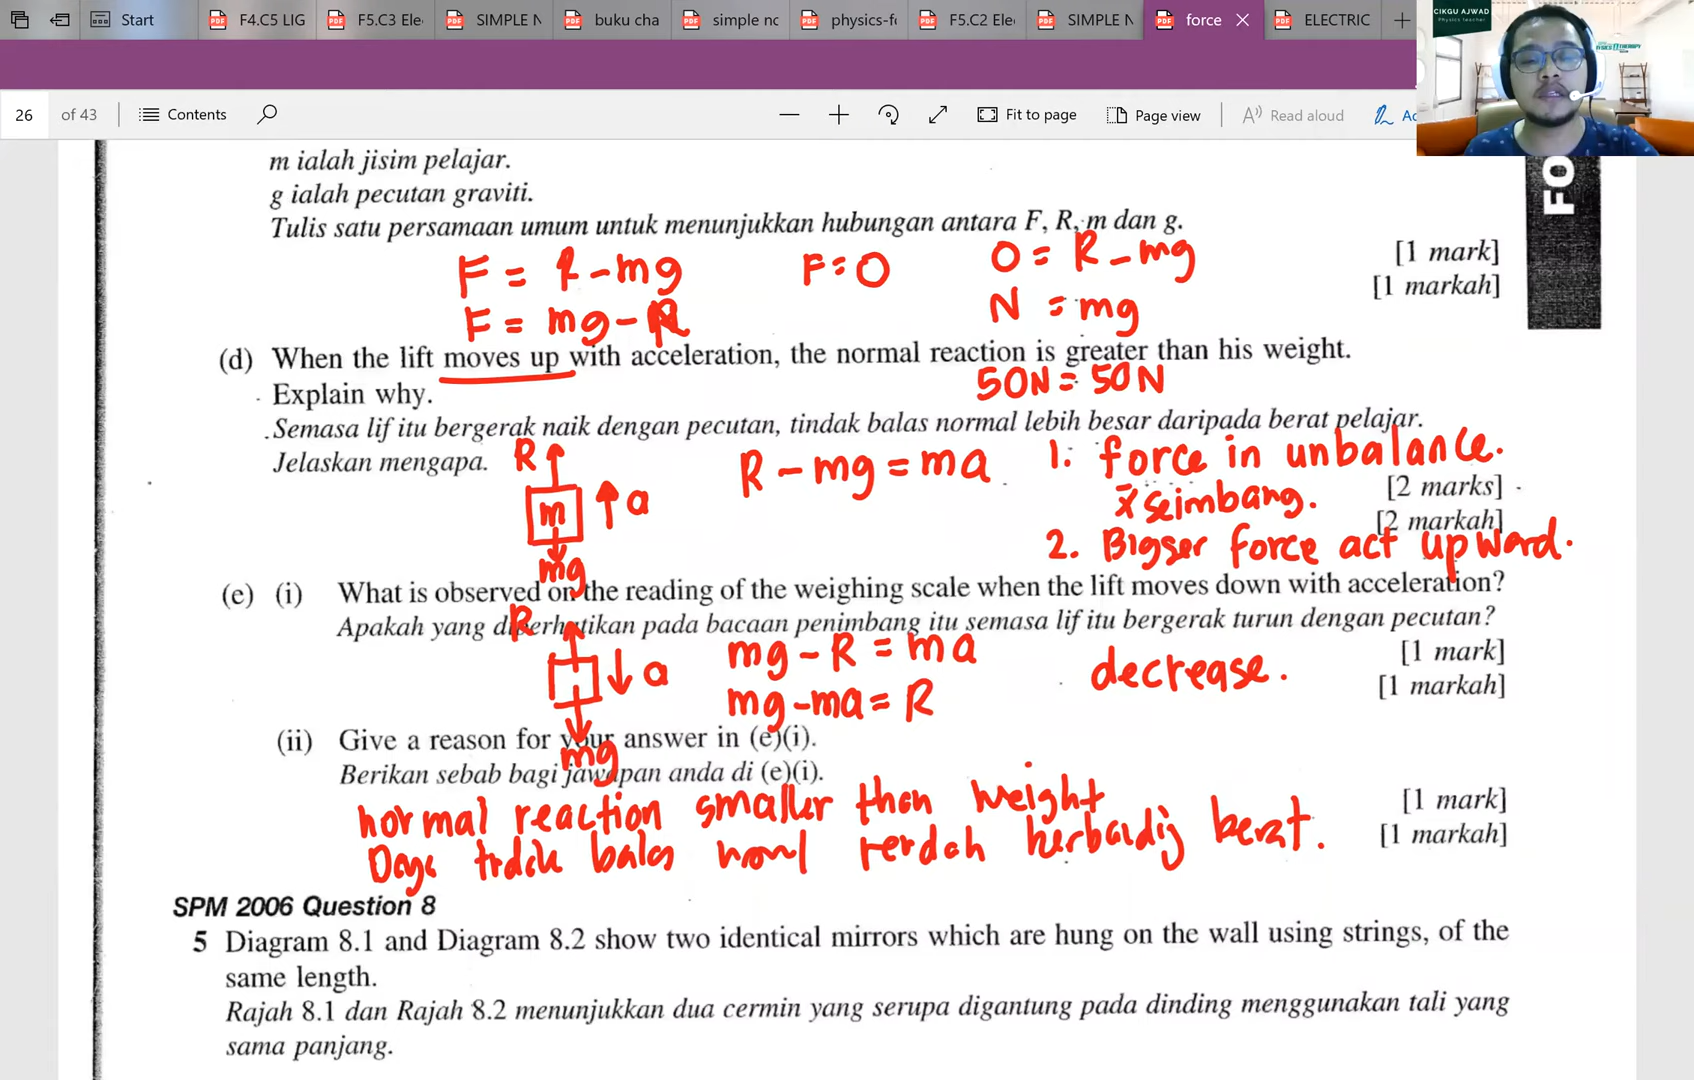 Start
F4.C5 LIG
F5.C3 Ele
SIMPLE N
buku cha
simple no
physics-fo
F5.C2 Ele
SIMPLE N
force
ELECTRIC
CIKGU AJWAD
Physics teacher
26 of 43
Contents
Fit to page
Page view
Read aloud
FO
m ialah jisim pelajar.
g ialah pecutan graviti.
Tulis satu persamaan umum untuk menunjukkan hubungan antara F, R, m dan g.
[1 mark]
[1 markah]
F = R - mg
F = 0
0 = R - mg
F = mg - R
N = mg
(d) When the lift moves up with acceleration, the normal reaction is greater than his weight.
50N = 50N
Explain why.
Semasa lif itu bergerak naik dengan pecutan, tindak balas normal lebih besar daripada berat pelajar.
Jelaskan mengapa.
R
m
a
mg
R - mg = ma
1. force in unbalance.
x seimbang.
[2 marks]
[2 markah]
2. Bigger force act upward.
(e) (i) What is observed on the reading of the weighing scale when the lift moves down with acceleration?
Apakah yang diperhatikan pada bacaan penimbang itu semasa lif itu bergerak turun dengan pecutan?
R
a
mg
mg - R = ma
mg - ma = R
decrease.
[1 mark]
[1 markah]
(ii) Give a reason for your answer in (e)(i).
Berikan sebab bagi jawapan anda di (e)(i).
normal reaction smaller than weight
[1 mark]
[1 markah]
berat.
SPM 2006 Question 8
5 Diagram 8.1 and Diagram 8.2 show two identical mirrors which are hung on the wall using strings, of the
same length.
Rajah 8.1 dan Rajah 8.2 menunjukkan dua cermin yang serupa digantung pada dinding menggunakan tali yang
sama panjang.